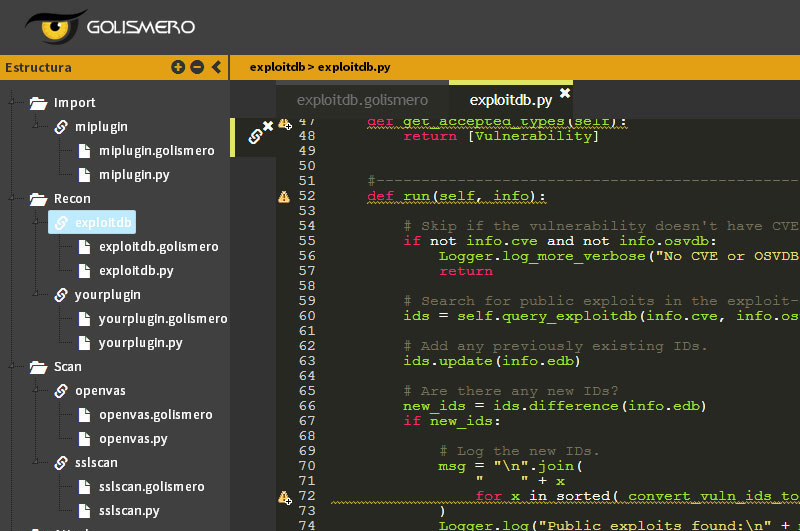 GOLISMERO
Estructura
exploitdb > exploitdb.py
Import
miplugin
miplugin.golismero
miplugin.py
Recon
exploitdb
exploitdb.golismero
exploitdb.py
yourplugin
yourplugin.golismero
yourplugin.py
Scan
openvas
openvas.golismero
openvas.py
sslscan
sslscan.golismero
sslscan.py
exploitdb.golismero
exploitdb.py
47 def get_accepted_types(self):
48 return [Vulnerability]
49
50
51 #------------------------------------------------
52 def run(self, info):
53
54 # Skip if the vulnerability doesn't have CVE
55 if not info.cve and not info.osvdb:
56 Logger.log_more_verbose("No CVE or OSVDB
57 return
58
59 # Search for public exploits in the exploit-
60 ids = self.query_exploitdb(info.cve, info.os
61
62 # Add any previously existing IDs.
63 ids.update(info.edb)
64
65 # Are there any new IDs?
66 new_ids = ids.difference(info.edb)
67 if new_ids:
68
69 # Log the new IDs.
70 msg = "\n".join(
71 "    " + x
72 for x in sorted( convert_vuln_ids_to
73 )
74 Logger.log("Public exploits found:\n" +